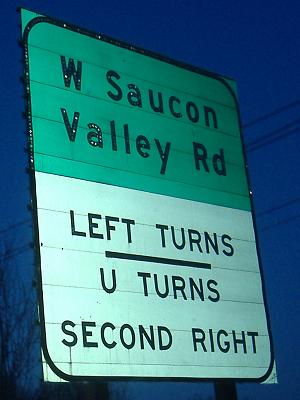 W Saucon
Valley Rd
LEFT TURNS
U TURNS
SECOND RIGHT